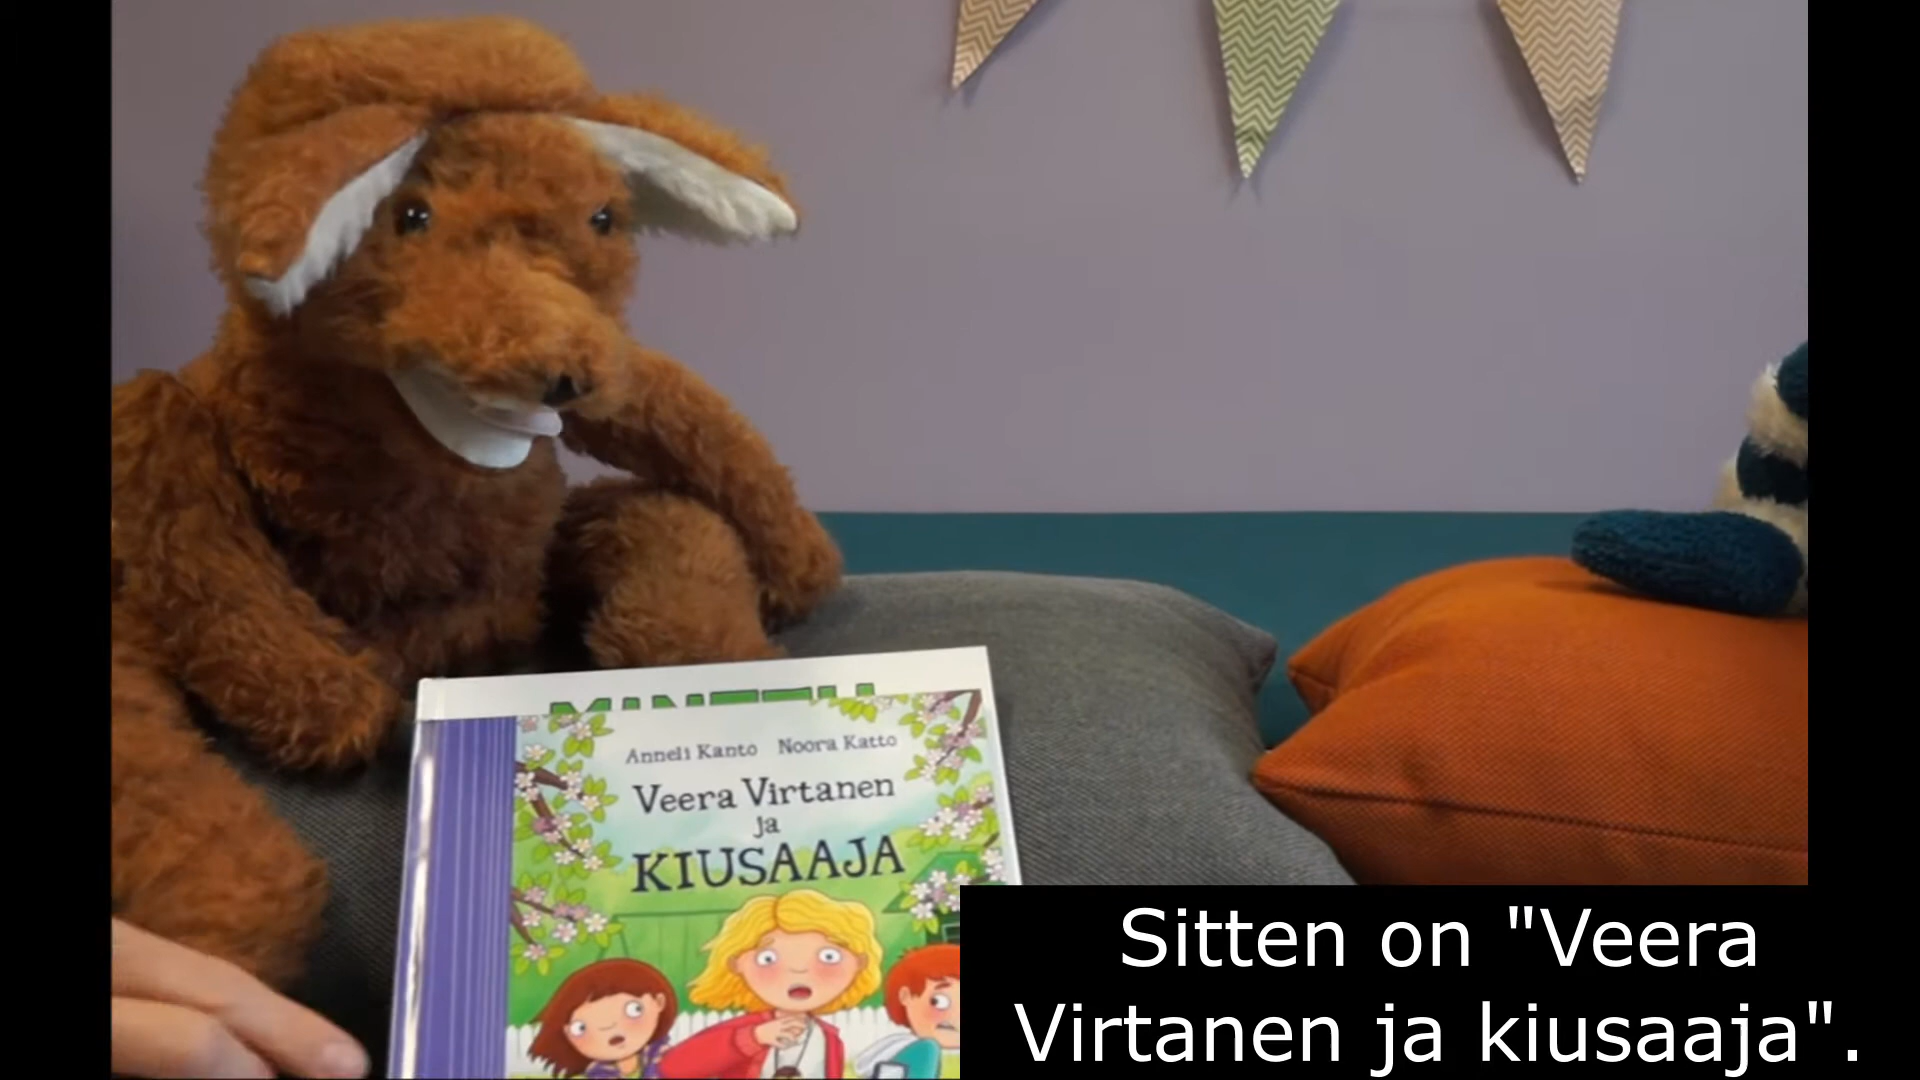 Anneli Kanto Noora Katto
Veera Virtanen
ja
KIUSAAJA
Sitten on "Veera
Virtanen ja kiusaaja".